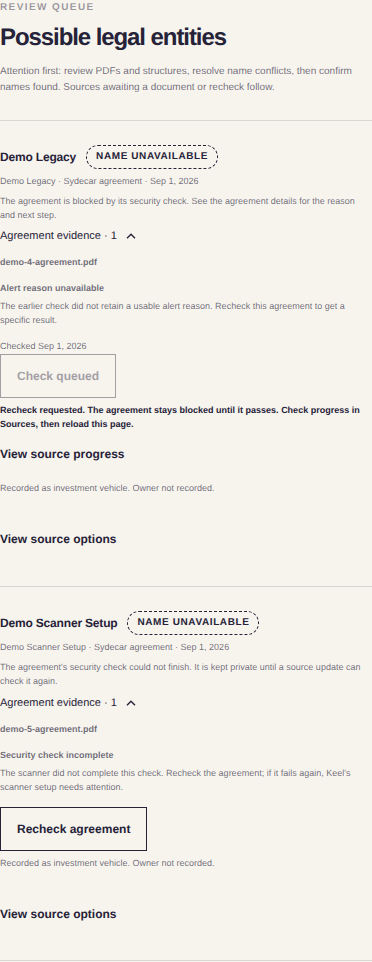 REVIEW QUEUE
Possible legal entities
Attention first: review PDFs and structures, resolve name conflicts, then confirm
names found. Sources awaiting a document or recheck follow.
Demo Legacy NAME UNAVAILABLE
Demo Legacy · Sydecar agreement · Sep 1, 2026
The agreement is blocked by its security check. See the agreement details for the reason
and next step.
Agreement evidence · 1
demo-4-agreement.pdf
Alert reason unavailable
The earlier check did not retain a usable alert reason. Recheck this agreement to get a
specific result.
Checked Sep 1, 2026
Check queued
Recheck requested. The agreement stays blocked until it passes. Check progress in
Sources, then reload this page.
View source progress
Recorded as investment vehicle. Owner not recorded.
View source options
Demo Scanner Setup NAME UNAVAILABLE
Demo Scanner Setup · Sydecar agreement · Sep 1, 2026
The agreement's security check could not finish. It is kept private until a source update can
check it again.
Agreement evidence · 1
demo-5-agreement.pdf
Security check incomplete
The scanner did not complete this check. Recheck the agreement; if it fails again, Keel's
scanner setup needs attention.
Recheck agreement
Recorded as investment vehicle. Owner not recorded.
View source options